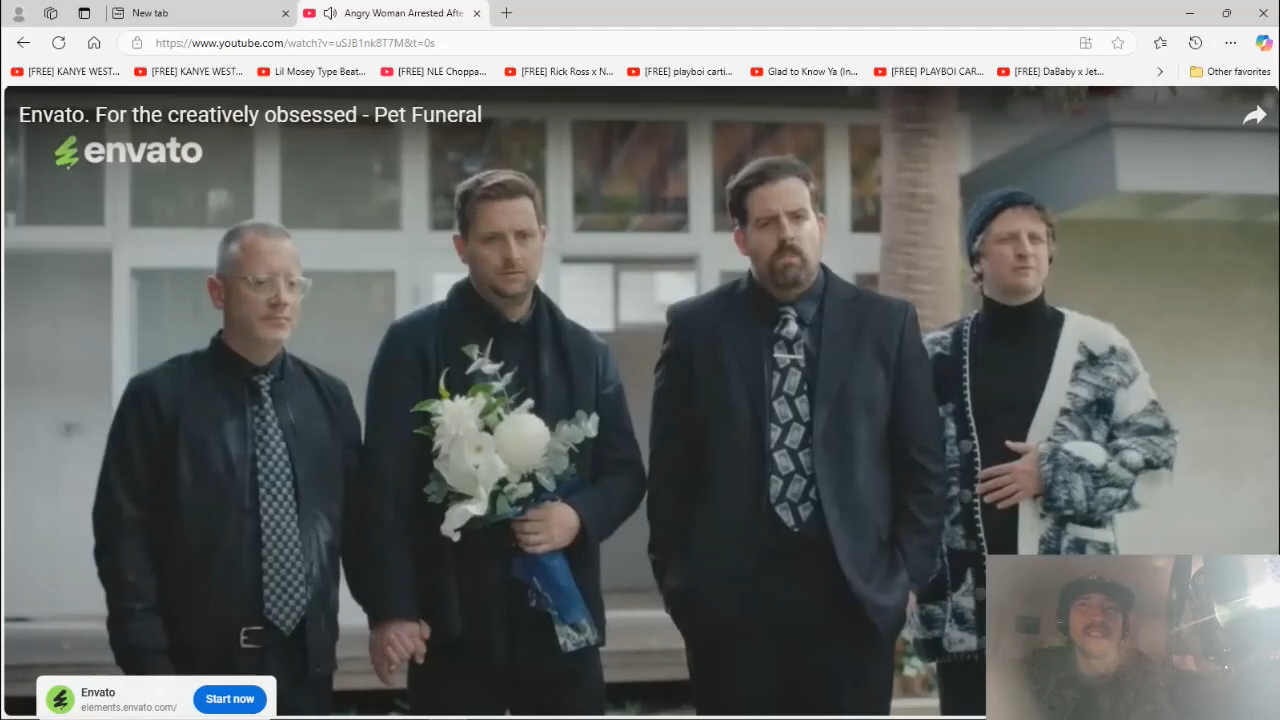 New tab
Angry Woman Arrested Afte
https://www.youtube.com/watch?v=uSJB1nk8T7M&t=0s
[FREE] KANYE WEST...
[FREE] KANYE WEST...
Lil Mosey Type Beat...
[FREE] NLE Choppa...
[FREE] Rick Ross x N...
[FREE] playboi carti...
Glad to Know Ya (In...
[FREE] PLAYBOI CAR...
[FREE] DaBaby x Jet...
Other favorites
Envato. For the creatively obsessed - Pet Funeral
envato
Envato
elements.envato.com/
Start now